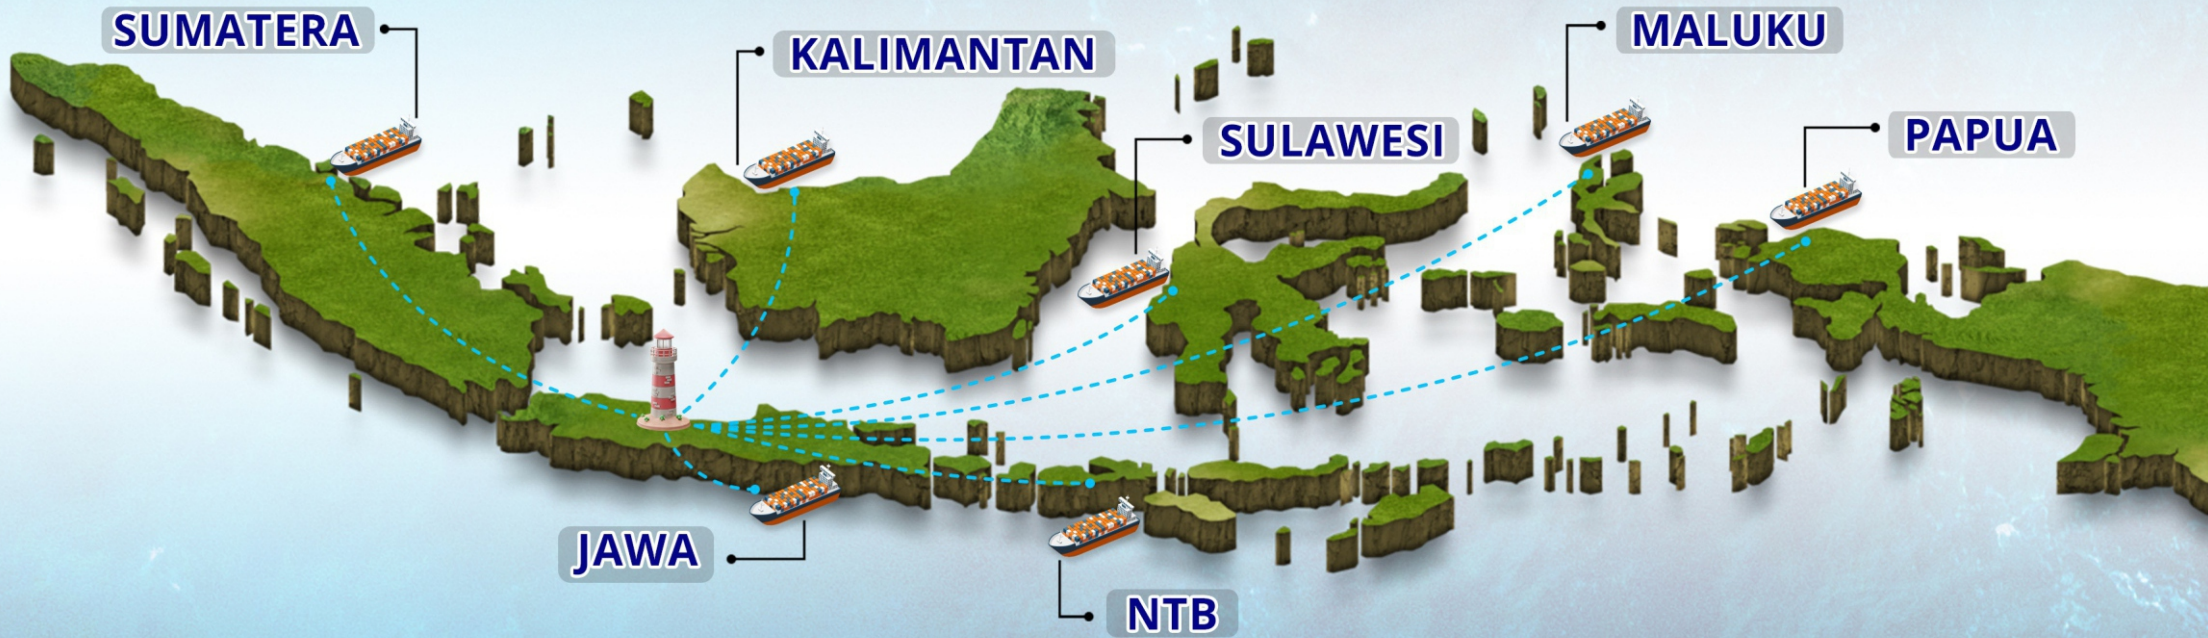 SUMATERA
KALIMANTAN
MALUKU
SULAWESI
PAPUA
JAWA
NTB